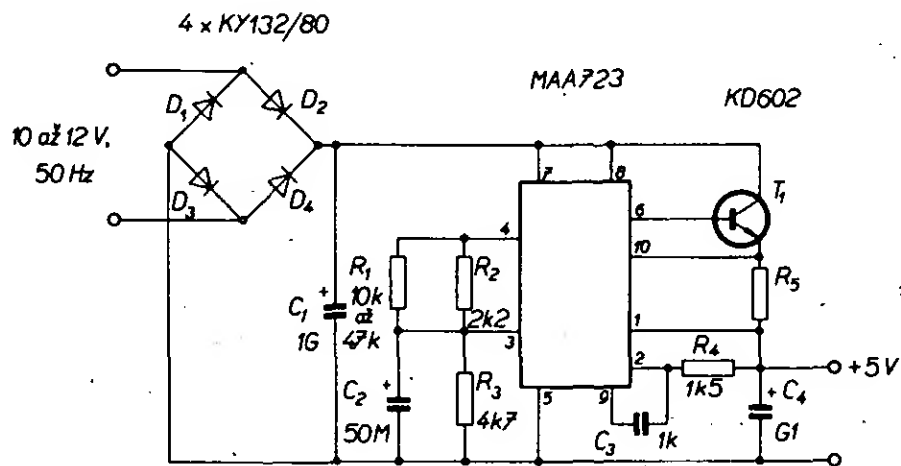 4 x KY132/80
MAA723
KD602
D1
D2
10 až 12 V,
50 Hz
D3
D4
7
8
T1
6
4
10
R1
10k
až
47k
R2
2k2
R5
C1
1G
3
1
2
R4
1k5
+5V
C2
50M
R3
4k7
5
9
C3
1k
C4
G1
+
+
+